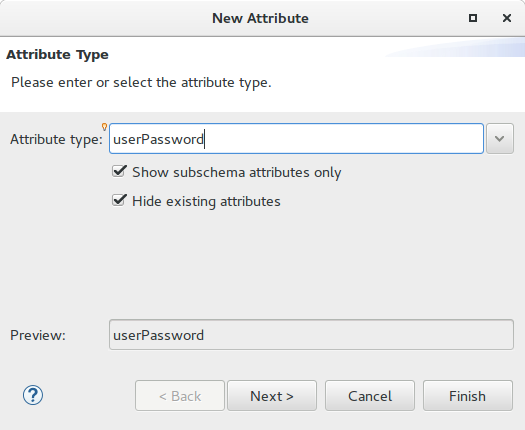 New Attribute
Attribute Type
Please enter or select the attribute type.
Attribute type: userPassword
Show subschema attributes only
Hide existing attributes
Preview: userPassword
? < Back Next > Cancel Finish